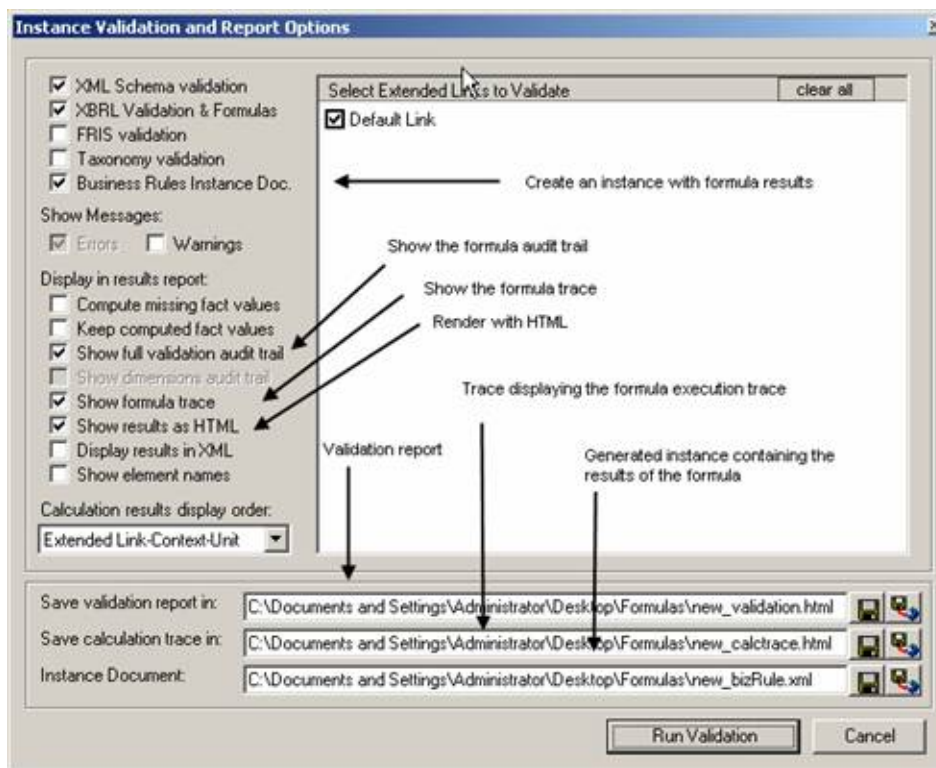 Instance Validation and Report Options
XML Schema validation
XBRL Validation & Formulas
FRIS validation
Taxonomy validation
Business Rules Instance Doc.
Show Messages:
Errors
Warnings
Display in results report:
Compute missing fact values
Keep computed fact values
Show full validation audit trail
Show dimensions audit trail
Show formula trace
Show results as HTML
Display results in XML
Show element names
Calculation results display order:
Extended Link-Context-Unit
Select Extended Links to Validate
clear all
Default Link
Create an instance with formula results
Show the formula audit trail
Show the formula trace
Render with HTML
Trace displaying the formula execution trace
Validation report
Generated instance containing the
results of the formula
Save validation report in:
C:\Documents and Settings\Administrator\Desktop\Formulas\new_validation.html
Save calculation trace in:
C:\Documents and Settings\Administrator\Desktop\Formulas\new_calctrace.html
Instance Document:
C:\Documents and Settings\Administrator\Desktop\Formulas\new_bizRule.xml
Run Validation
Cancel